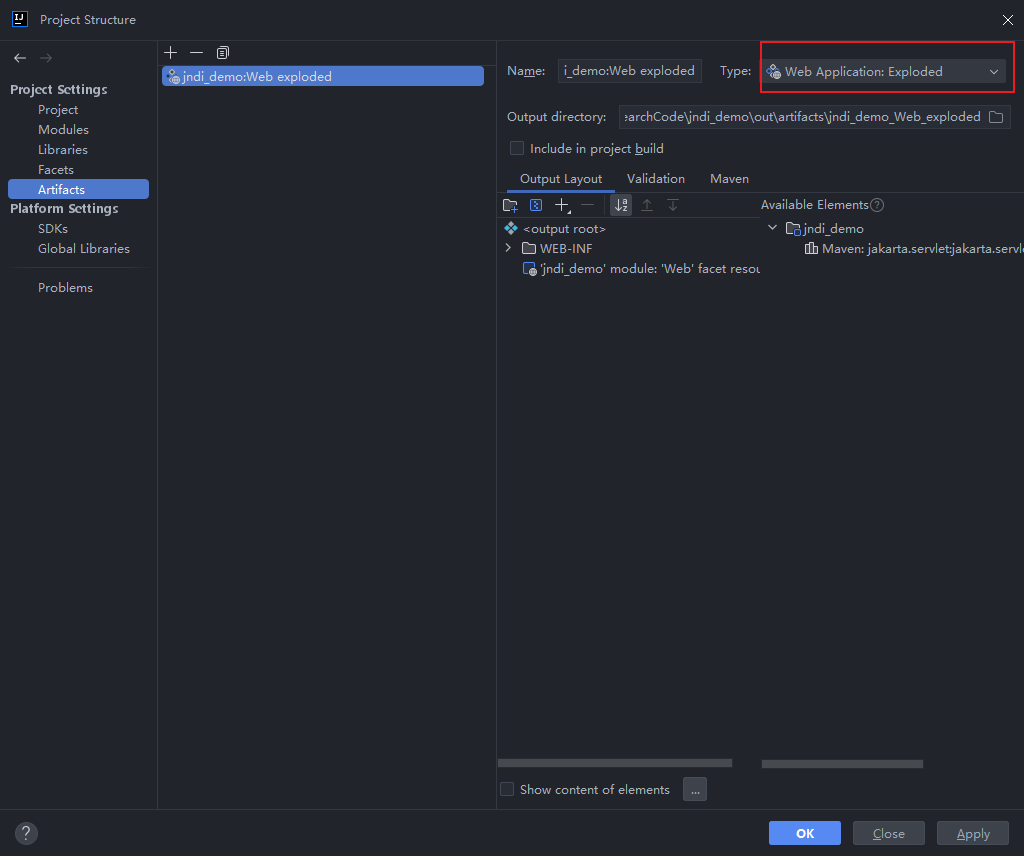 Project Structure
Project Settings
Project
Modules
Libraries
Facets
Artifacts
Platform Settings
SDKs
Global Libraries
Problems
jndi_demo:Web exploded
Name: i_demo:Web exploded Type: Web Application: Exploded
Output directory: earchCode\jndi_demo\out\artifacts\jndi_demo_Web_exploded
Include in project build
Output Layout Validation Maven
Available Elements ?
<output root>
WEB-INF
'jndi_demo' module: 'Web' facet resou
jndi_demo
Maven: jakarta.servlet:jakarta.servl
Show content of elements ...
? OK Close Apply